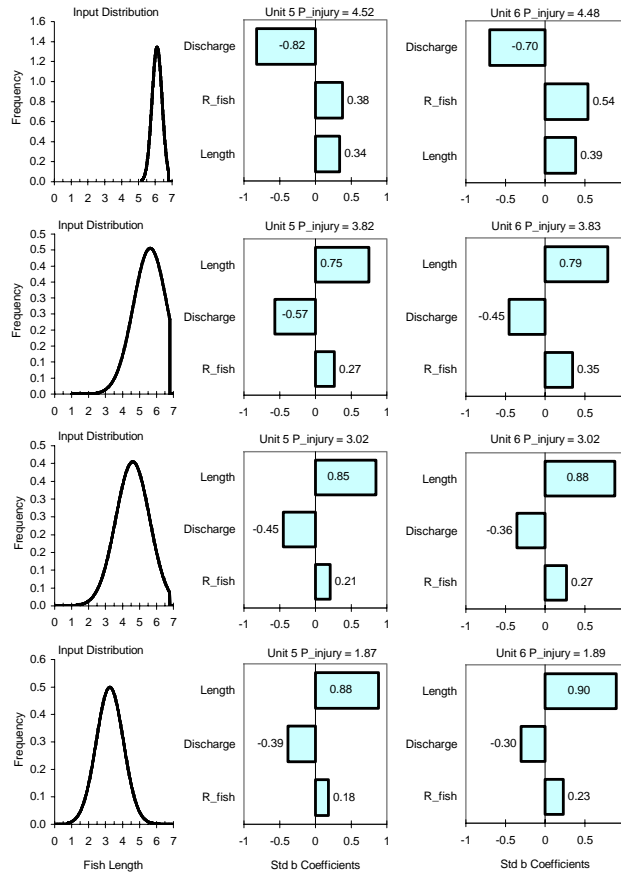 Input Distribution
Frequency
1.6
1.4
1.2
1.0
0.8
0.6
0.4
0.2
0.0
0 1 2 3 4 5 6 7
Unit 5 P_injury = 4.52
Discharge
-0.82
R_fish
0.38
Length
0.34
-1 -0.5 0 0.5 1
Unit 6 P_injury = 4.48
Discharge
-0.70
R_fish
0.54
Length
0.39
-1 -0.5 0 0.5
Input Distribution
Frequency
0.5
0.5
0.4
0.4
0.3
0.3
0.2
0.2
0.1
0.1
0.0
0 1 2 3 4 5 6 7
Unit 5 P_injury = 3.82
Length
0.75
Discharge
-0.57
R_fish
0.27
-1 -0.5 0 0.5 1
Unit 6 P_injury = 3.83
Length
0.79
Discharge
-0.45
R_fish
0.35
-1 -0.5 0 0.5
Input Distribution
Frequency
0.5
0.4
0.4
0.3
0.3
0.2
0.2
0.1
0.1
0.0
0 1 2 3 4 5 6 7
Unit 5 P_injury = 3.02
Length
0.85
Discharge
-0.45
R_fish
0.21
-1 -0.5 0 0.5 1
Unit 6 P_injury = 3.02
Length
0.88
Discharge
-0.36
R_fish
0.27
-1 -0.5 0 0.5
Input Distribution
Frequency
0.6
0.5
0.4
0.3
0.2
0.1
0.0
0 1 2 3 4 5 6 7
Fish Length
Unit 5 P_injury = 1.87
Length
0.88
Discharge
-0.39
R_fish
0.18
-1 -0.5 0 0.5 1
Std b Coefficients
Unit 6 P_injury = 1.89
Length
0.90
Discharge
-0.30
R_fish
0.23
-1 -0.5 0 0.5
Std b Coefficients